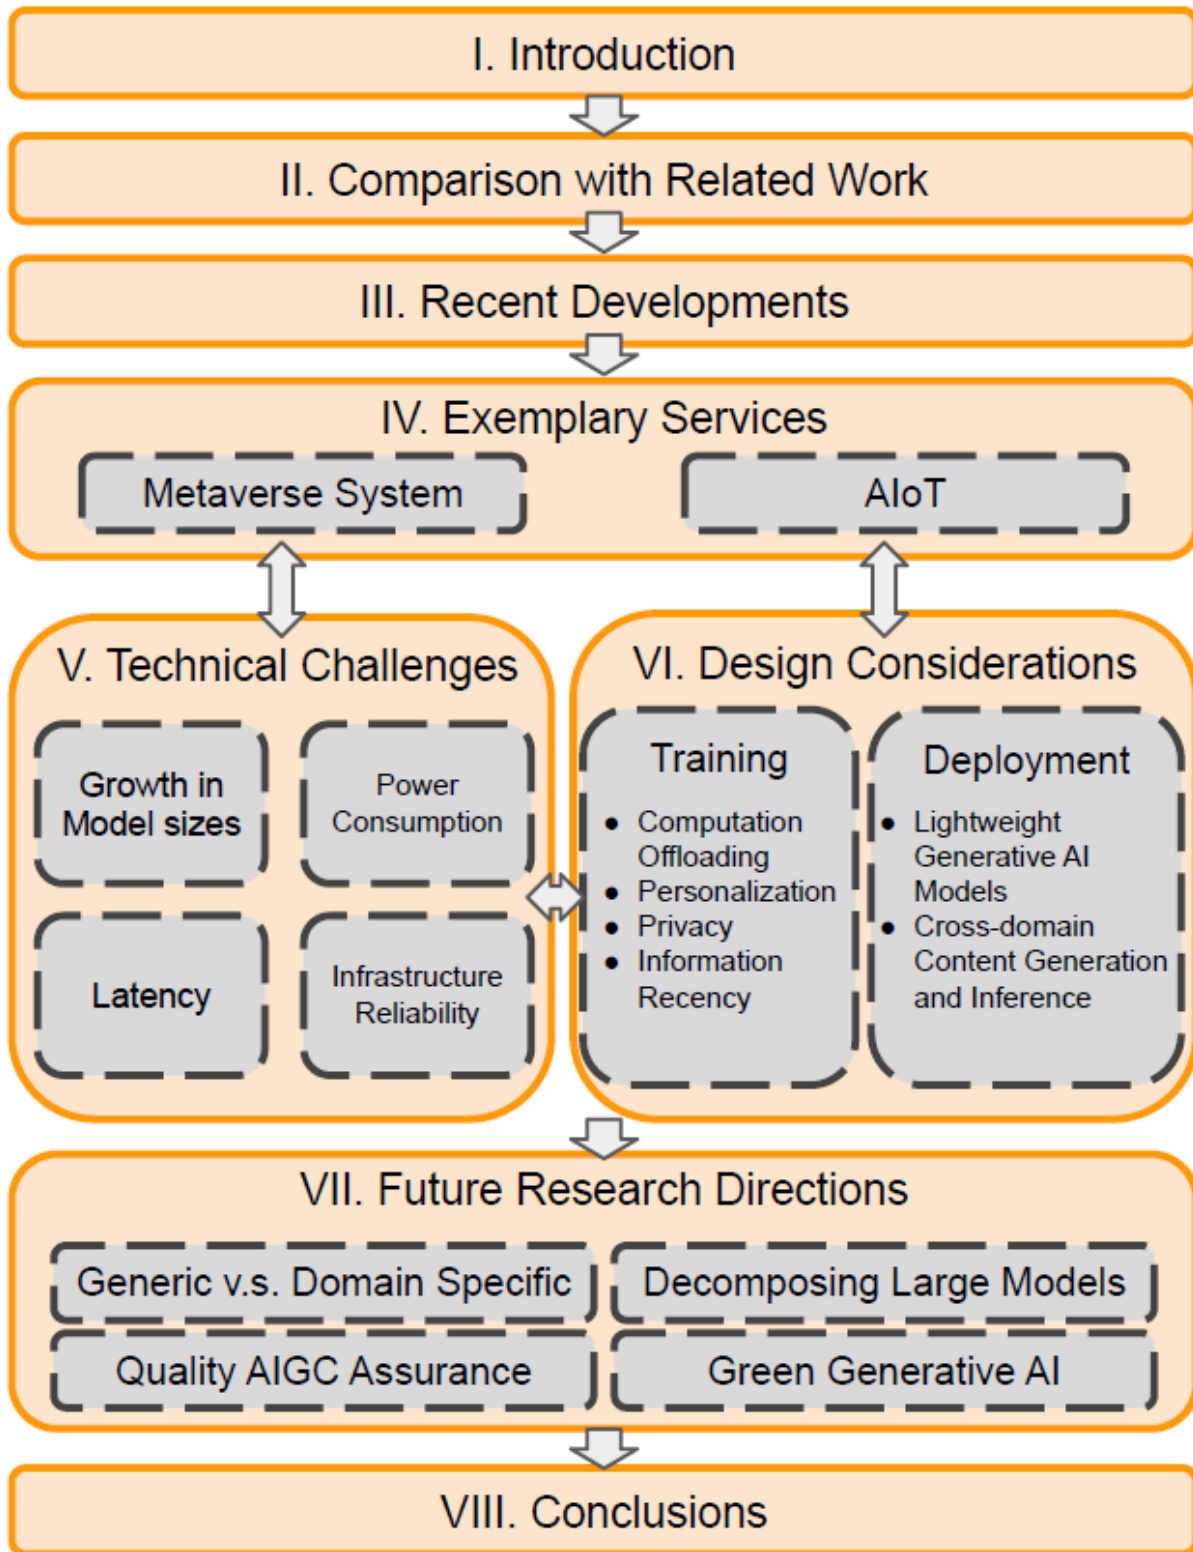 I. Introduction
II. Comparison with Related Work
III. Recent Developments
IV. Exemplary Services
Metaverse System
AIoT
V. Technical Challenges
Growth in
Model sizes
Power
Consumption
Latency
Infrastructure
Reliability
VI. Design Considerations
Training
● Computation
Offloading
● Personalization
● Privacy
● Information
Recency
Deployment
● Lightweight
Generative AI
Models
● Cross-domain
Content Generation
and Inference
VII. Future Research Directions
Generic v.s. Domain Specific
Decomposing Large Models
Quality AIGC Assurance
Green Generative AI
VIII. Conclusions